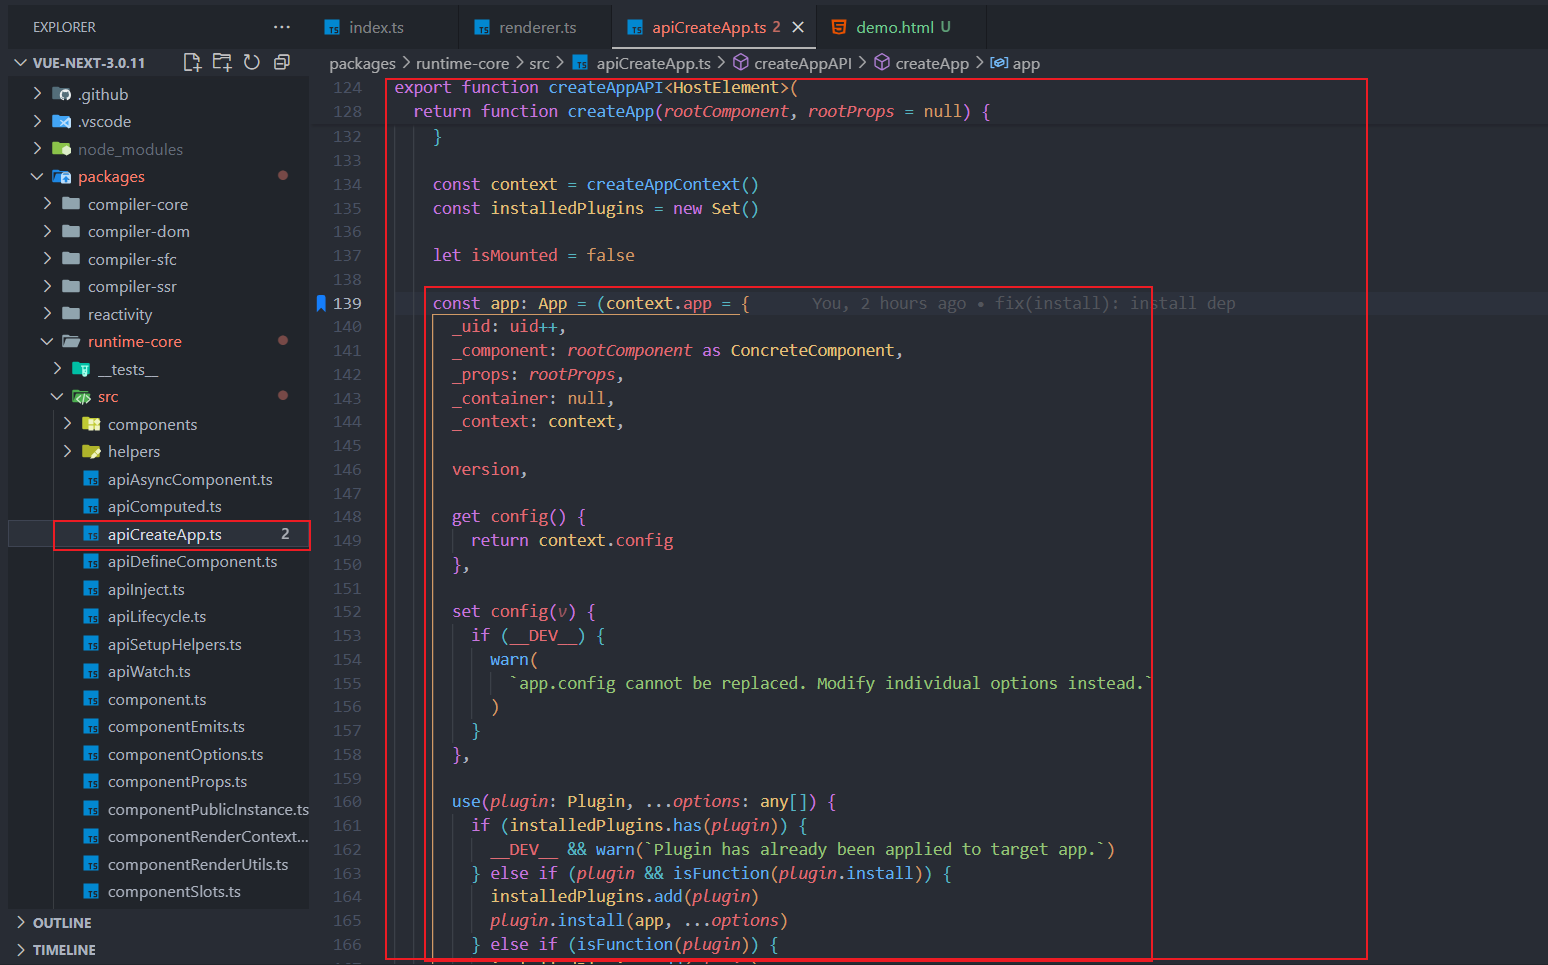 EXPLORER
VUE-NEXT-3.0.11
.github
.vscode
node_modules
packages
compiler-core
compiler-dom
compiler-sfc
compiler-ssr
reactivity
runtime-core
__tests__
src
components
helpers
apiAsyncComponent.ts
apiComputed.ts
apiCreateApp.ts 2
apiDefineComponent.ts
apiInject.ts
apiLifecycle.ts
apiSetupHelpers.ts
apiWatch.ts
component.ts
componentEmits.ts
componentOptions.ts
componentProps.ts
componentPublicInstance.ts
componentRenderContext...
componentRenderUtils.ts
componentSlots.ts
OUTLINE
TIMELINE
index.ts renderer.ts apiCreateApp.ts 2 demo.html U
packages > runtime-core > src > apiCreateApp.ts > createAppAPI > createApp > app
124 export function createAppAPI<HostElement>(
128 return function createApp(rootComponent, rootProps = null) {
132 }
133
134 const context = createAppContext()
135 const installedPlugins = new Set()
136
137 let isMounted = false
138
139 const app: App = (context.app = { You, 2 hours ago • fix(install): install dep
140 _uid: uid++,
141 _component: rootComponent as ConcreteComponent,
142 _props: rootProps,
143 _container: null,
144 _context: context,
145
146 version,
147
148 get config() {
149 return context.config
150 },
151
152 set config(v) {
153 if (__DEV__) {
154 warn(
155 `app.config cannot be replaced. Modify individual options instead.`
156 )
157 }
158 },
159
160 use(plugin: Plugin, ...options: any[]) {
161 if (installedPlugins.has(plugin)) {
162 __DEV__ && warn(`Plugin has already been applied to target app.`)
163 } else if (plugin && isFunction(plugin.install)) {
164 installedPlugins.add(plugin)
165 plugin.install(app, ...options)
166 } else if (isFunction(plugin)) {